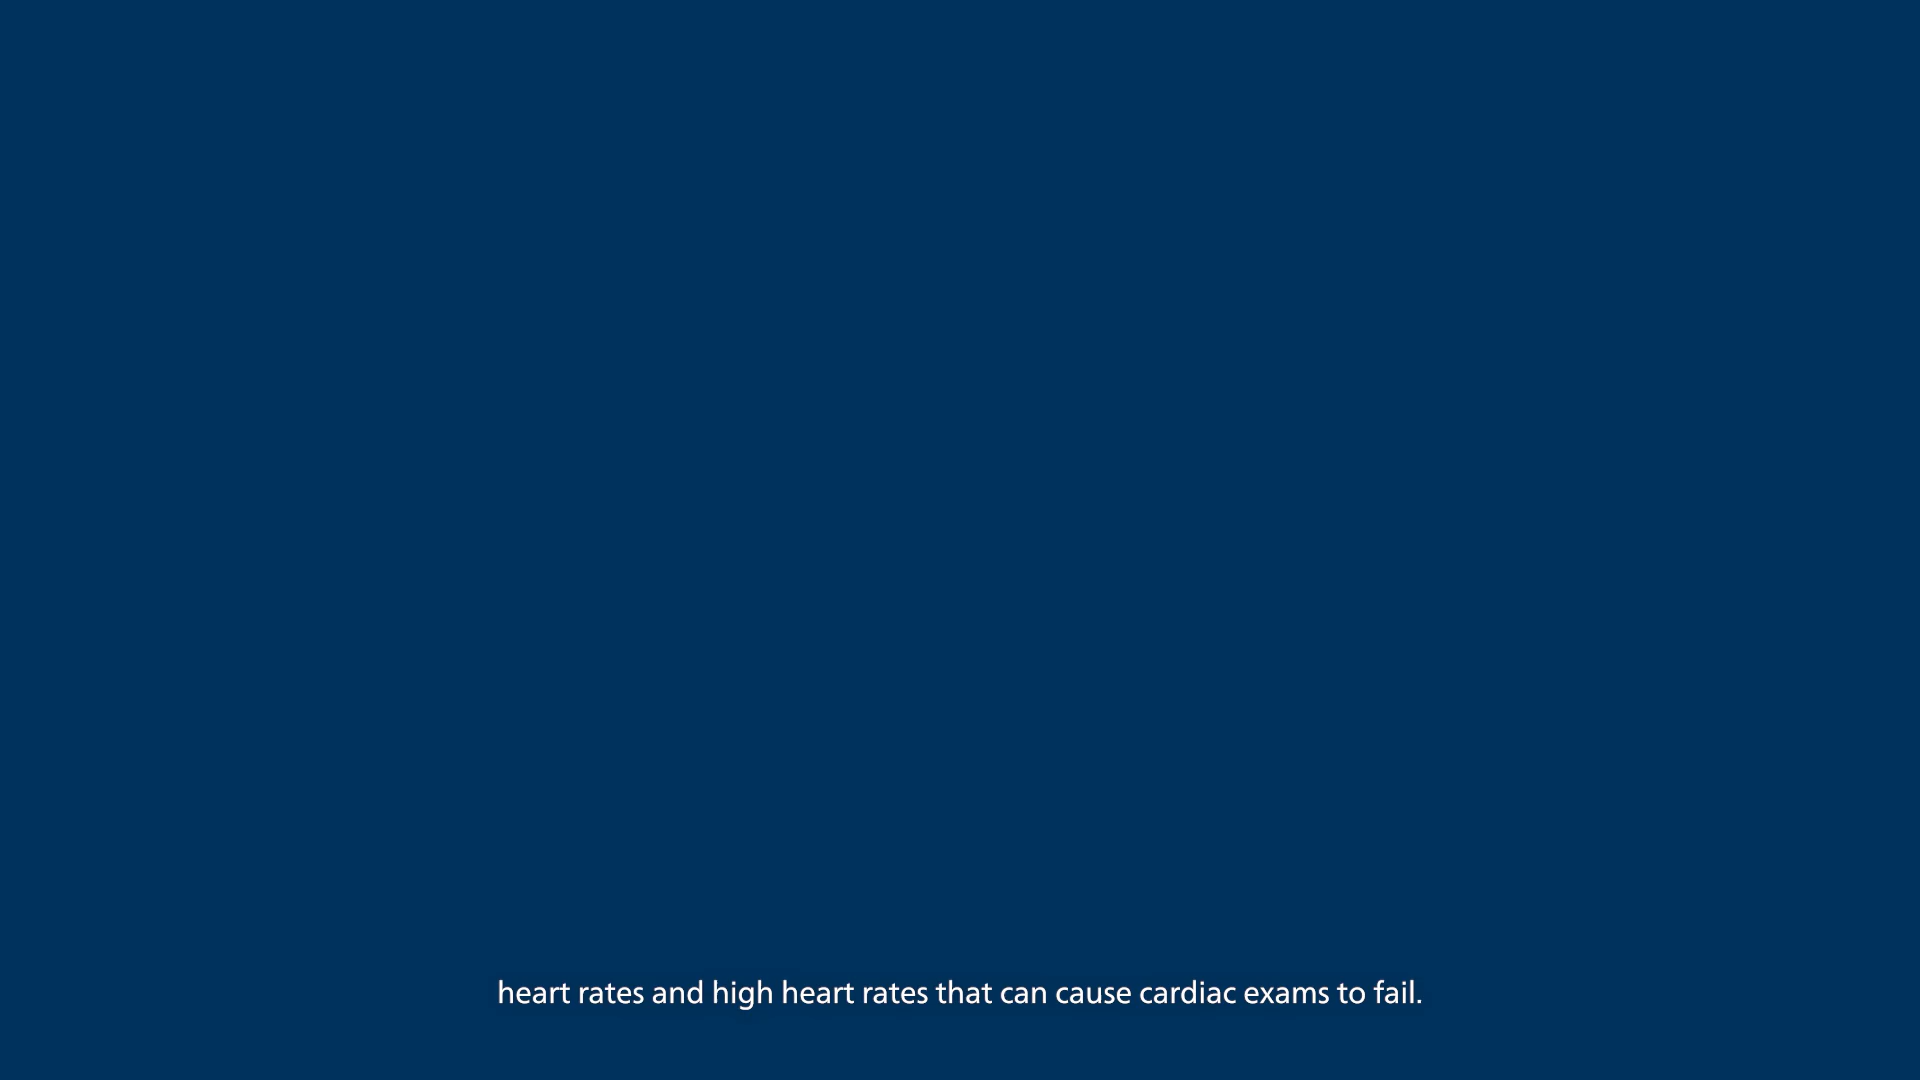 heart rates and high heart rates that can cause cardiac exams to fail.